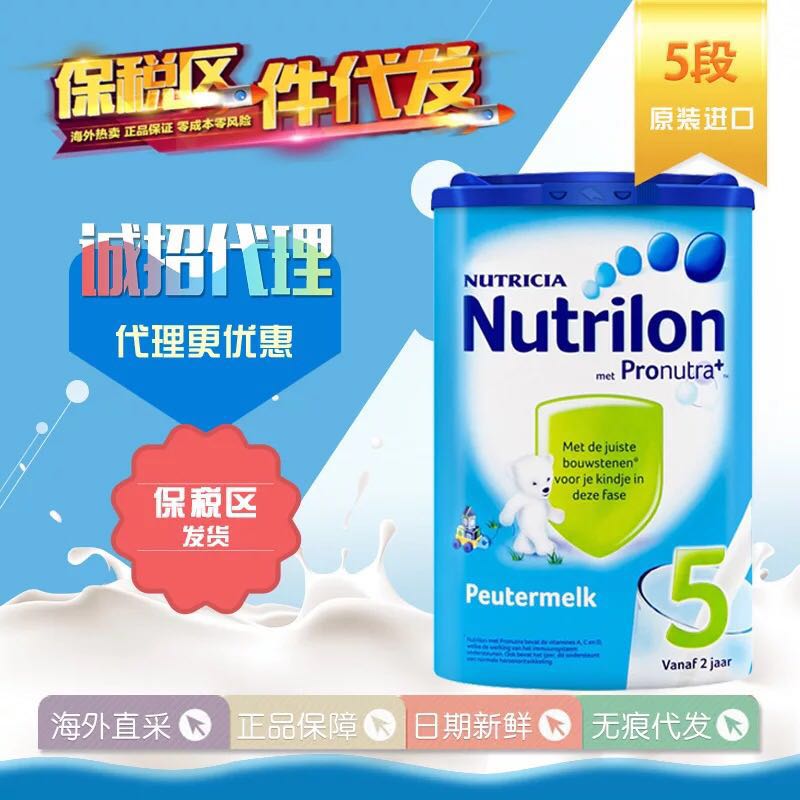 保税区一件代发
海外热卖 正品保证 零成本零风险
5段
原装进口
诚招代理
代理更优惠
保税区
发货
NUTRICIA
Nutrilon
met Pronutra+
Met de juiste
bouwstenen*
voor je kindje in
deze fase
Peutermelk
5
Vanaf 2 jaar
海外直采
正品保障
日期新鲜
无痕代发